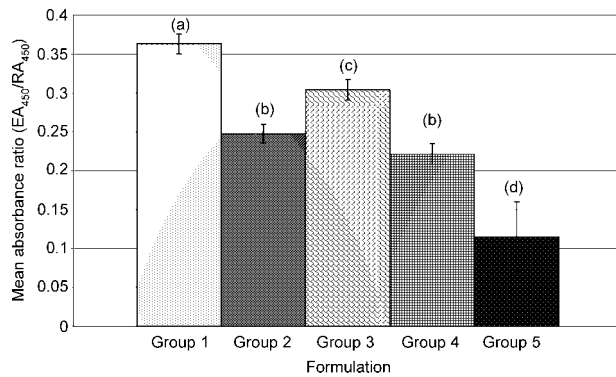 Mean absorbance ratio (EA450/RA450)
0.4
0.35
0.3
0.25
0.2
0.15
0.1
0.05
0
(a)
(b)
(c)
(b)
(d)
Group 1 Group 2 Group 3 Group 4 Group 5
Formulation